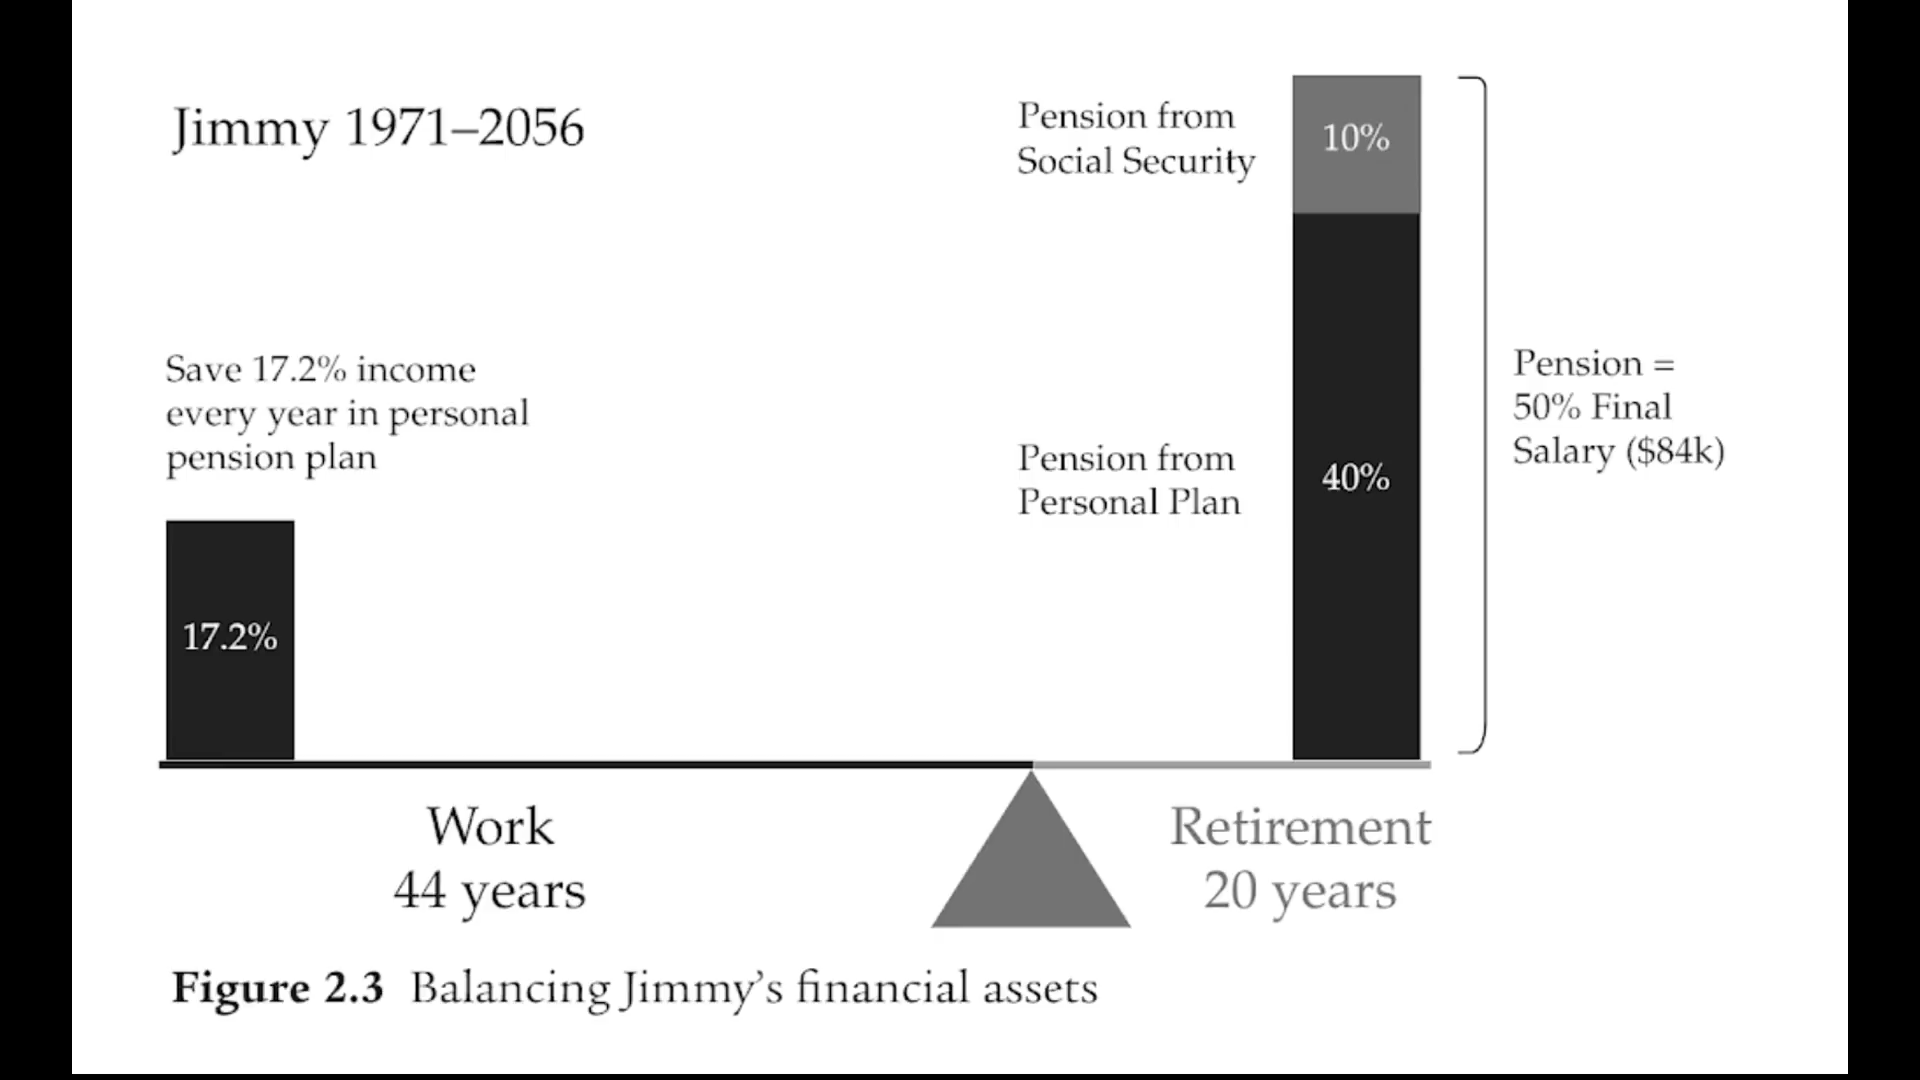 Jimmy 1971–2056
Pension from
Social Security
10%
Save 17.2% income
every year in personal
pension plan
Pension from
Personal Plan
40%
Pension =
50% Final
Salary ($84k)
17.2%
Work
44 years
Retirement
20 years
Figure 2.3 Balancing Jimmy’s financial assets